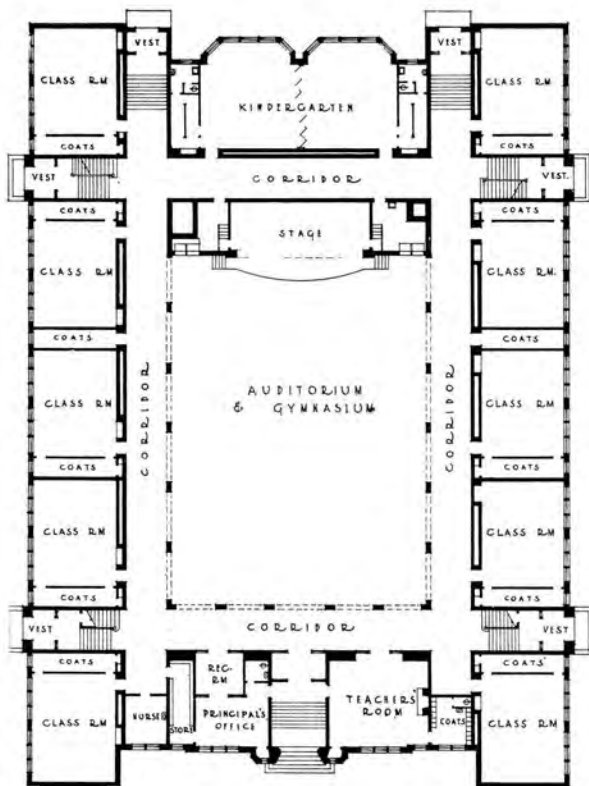 VEST
VEST
CLASS RM
KINDERGARTEN
CLASS RM
COATS
COATS
VEST
CORRIDOR
VEST.
COATS
COATS
STAGE
CLASS RM
CLASS RM.
COATS
COATS
CORRIDOR
CORRIDOR
CLASS RM
AUDITORIUM
& GYMNASIUM
CLASS RM
COATS
COATS
CLASS RM
CLASS RM
COATS
COATS
VEST
CORRIDOR
VEST
COATS
COATS
REC-
RM
CLASS RM
NURSE
STORE
PRINCIPAL'S
OFFICE
TEACHERS
ROOM
COATS
CLASS RM